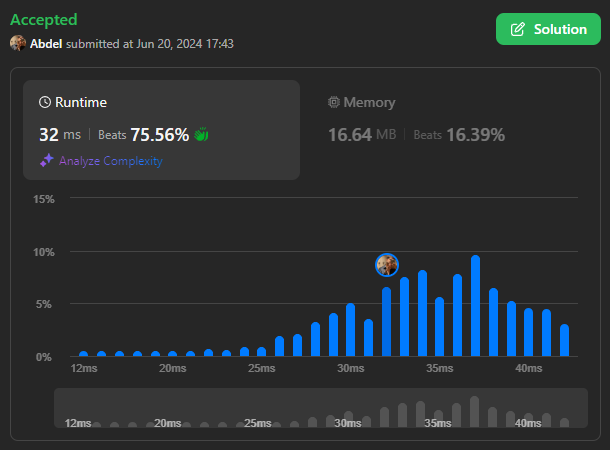 Accepted
Abdel submitted at Jun 20, 2024 17:43
Solution
Runtime
32 ms | Beats 75.56%
Analyze Complexity
Memory
16.64 MB | Beats 16.39%
15%
10%
5%
0%
12ms 20ms 25ms 30ms 35ms 40ms
12ms 20ms 25ms 30ms 35ms 40ms